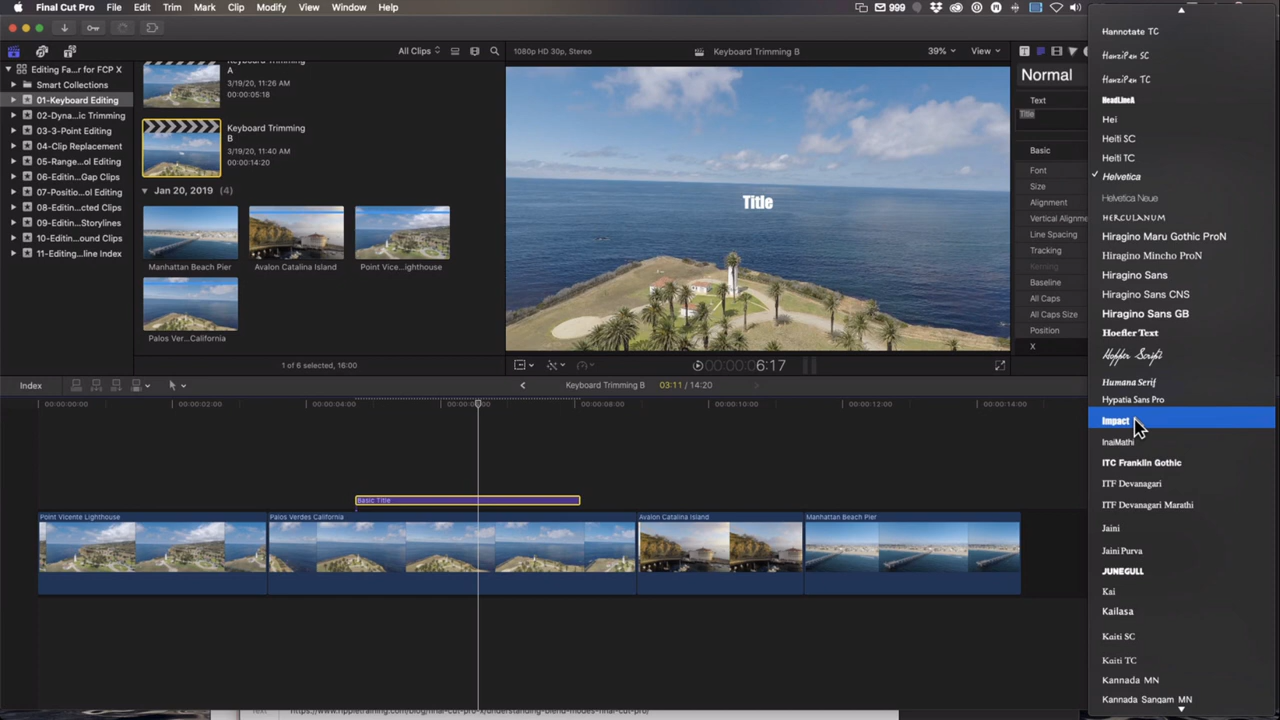 Final Cut Pro File Edit Trim Mark Clip Modify View Window Help
999
All Clips
1080p HD 30p, Stereo
Keyboard Trimming B
39%
View
Editing Fa...r for FCP X
Smart Collections
01-Keyboard Editing
02-Dyna...ic Trimming
03-3-Point Editing
04-Clip Replacement
05-Range...ol Editing
06-Editing...Gap Clips
07-Positio...ol Editing
08-Editing...cted Clips
09-Editing...Storylines
10-Editin...ound Clips
11-Editing...line Index
Keyboard Trimming
A
3/19/20, 11:26 AM
00:00:05:18
Keyboard Trimming
B
3/19/20, 11:40 AM
00:00:14:20
Jan 20, 2019 (4)
Manhattan Beach Pier
Avalon Catalina Island
Point Vice...ighthouse
Palos Ver...California
1 of 6 selected, 16:00
Title
00:00:00:6:17
Normal
Text
Title
Basic
Font
Size
Alignment
Vertical Alignme
Line Spacing
Tracking
Kerning
Baseline
All Caps
All Caps Size
Position
X
Hannotate TC
HanziPen SC
HanziPen TC
HeadLineA
Hei
Heiti SC
Heiti TC
Helvetica
Helvetica Neue
HERCULANUM
Hiragino Maru Gothic ProN
Hiragino Mincho ProN
Hiragino Sans
Hiragino Sans CNS
Hiragino Sans GB
Hoefler Text
Humana Serif
Hypatia Sans Pro
Impact
InaiMathi
ITC Franklin Gothic
ITF Devanagari
ITF Devanagari Marathi
Jaini
Jaini Purva
JUNEGULL
Kai
Kailasa
Kaiti SC
Kaiti TC
Kannada MN
Kannada Sangam MN
Index
Keyboard Trimming B
03:11 / 14:20
00:00:00:00
00:00:02:00
00:00:04:00
00:00:08:00
00:00:10:00
00:00:12:00
00:00:14:00
Basic Title
Point Vicente Lighthouse
Palos Verdes California
Avalon Catalina Island
Manhattan Beach Pier